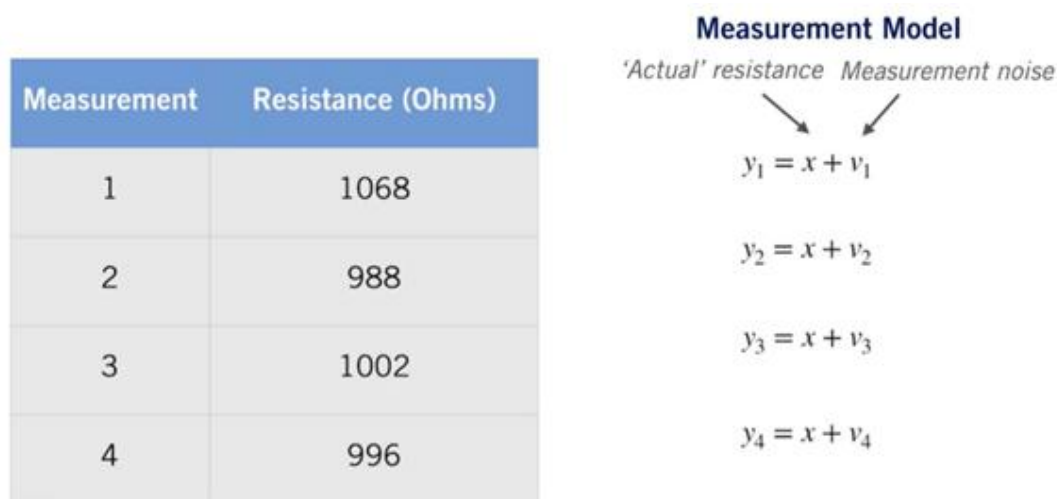 Measurement Model
'Actual' resistance Measurement noise
Measurement Resistance (Ohms)
1 1068
y₁ = x + v₁
2 988
y₂ = x + v₂
3 1002
y₃ = x + v₃
4 996
y₄ = x + v₄